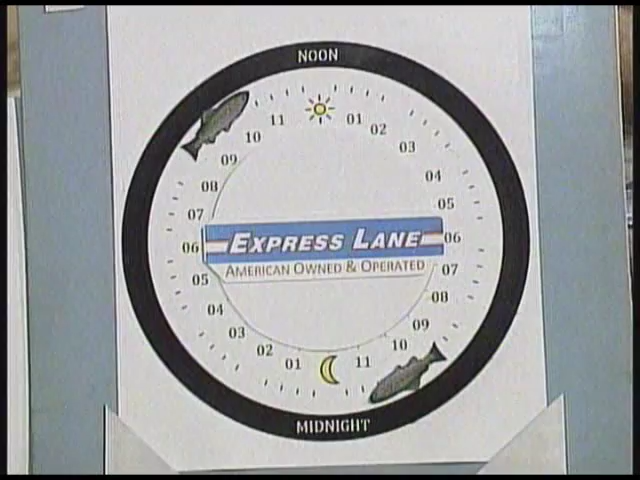 NOON
11 01
10 02
09 03
08 04
07 05
06 EXPRESS LANE 06
05 AMERICAN OWNED & OPERATED 07
04 08
03 09
02 10
01 11
MIDNIGHT